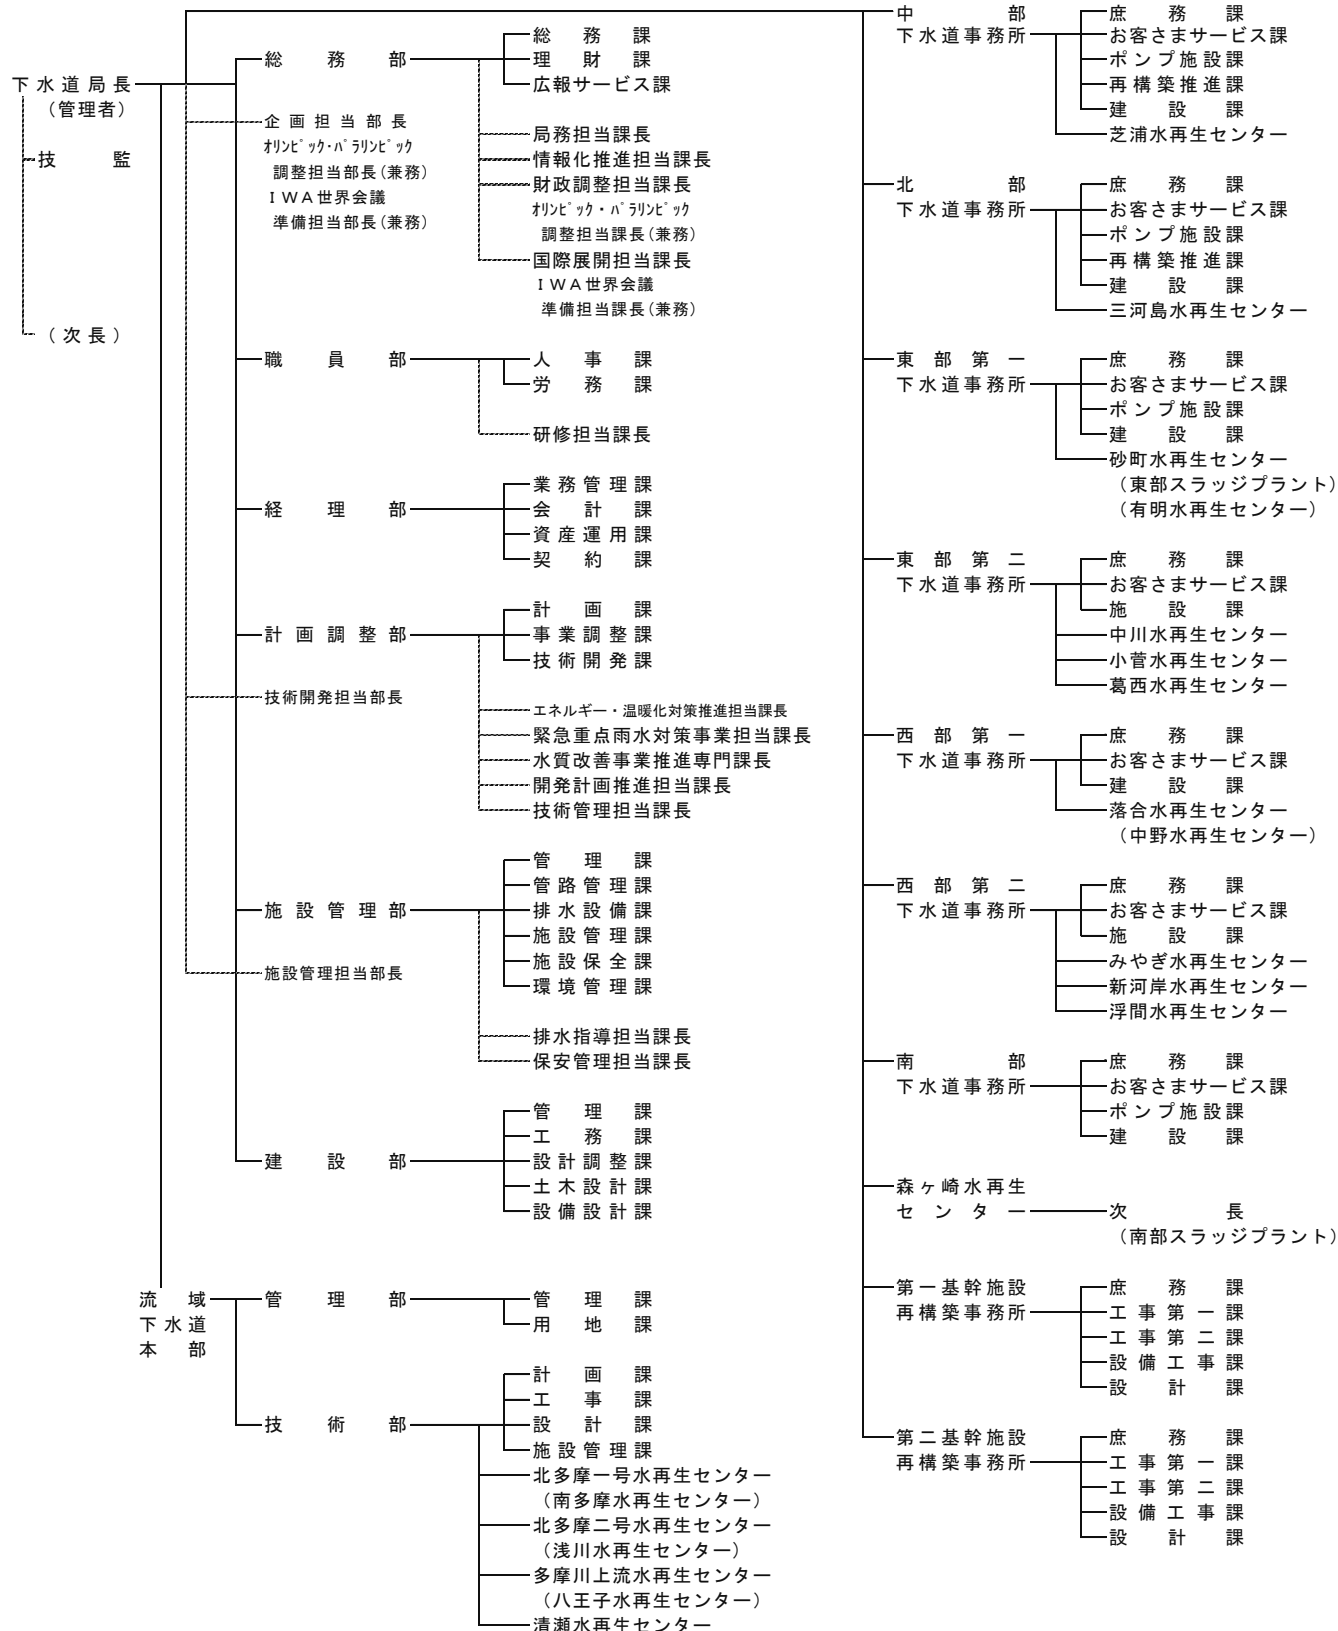 下水道局長
（管理者）
技監
（次長）
総務部
企画担当部長
ｵﾘﾝﾋﾟｯｸ・ﾊﾟﾗﾘﾝﾋﾟｯｸ
調整担当部長(兼務)
ＩＷＡ世界会議
準備担当部長(兼務)
総務課
理財課
広報サービス課
局務担当課長
情報化推進担当課長
財政調整担当課長
ｵﾘﾝﾋﾟｯｸ・ﾊﾟﾗﾘﾝﾋﾟｯｸ
調整担当課長(兼務)
国際展開担当課長
ＩＷＡ世界会議
準備担当課長(兼務)
職員部
人事課
労務課
研修担当課長
経理部
業務管理課
会計課
資産運用課
契約課
計画調整部
技術開発担当部長
計画課
事業調整課
技術開発課
エネルギー・温暖化対策推進担当課長
緊急重点雨水対策事業担当課長
水質改善事業推進専門課長
開発計画推進担当課長
技術管理担当課長
施設管理部
施設管理担当部長
管理課
管路管理課
排水設備課
施設管理課
施設保全課
環境管理課
排水指導担当課長
保安管理担当課長
建設部
管理課
工務課
設計調整課
土木設計課
設備設計課
流域
下水道
本部
管理部
管理課
用地課
技術部
計画課
工事課
設計課
施設管理課
北多摩一号水再生センター
（南多摩水再生センター）
北多摩二号水再生センター
（浅川水再生センター）
多摩川上流水再生センター
（八王子水再生センター）
清瀬水再生センター
中部
下水道事務所
庶務課
お客さまサービス課
ポンプ施設課
再構築推進課
建設課
芝浦水再生センター
北部
下水道事務所
庶務課
お客さまサービス課
ポンプ施設課
再構築推進課
建設課
三河島水再生センター
東部第一
下水道事務所
庶務課
お客さまサービス課
ポンプ施設課
建設課
砂町水再生センター
（東部スラッジプラント）
（有明水再生センター）
東部第二
下水道事務所
庶務課
お客さまサービス課
施設課
中川水再生センター
小菅水再生センター
葛西水再生センター
西部第一
下水道事務所
庶務課
お客さまサービス課
建設課
落合水再生センター
（中野水再生センター）
西部第二
下水道事務所
庶務課
お客さまサービス課
施設課
みやぎ水再生センター
新河岸水再生センター
浮間水再生センター
南部
下水道事務所
庶務課
お客さまサービス課
ポンプ施設課
建設課
森ヶ崎水再生
センター
次長
（南部スラッジプラント）
第一基幹施設
再構築事務所
庶務課
工事第一課
工事第二課
設備工事課
設計課
第二基幹施設
再構築事務所
庶務課
工事第一課
工事第二課
設備工事課
設計課